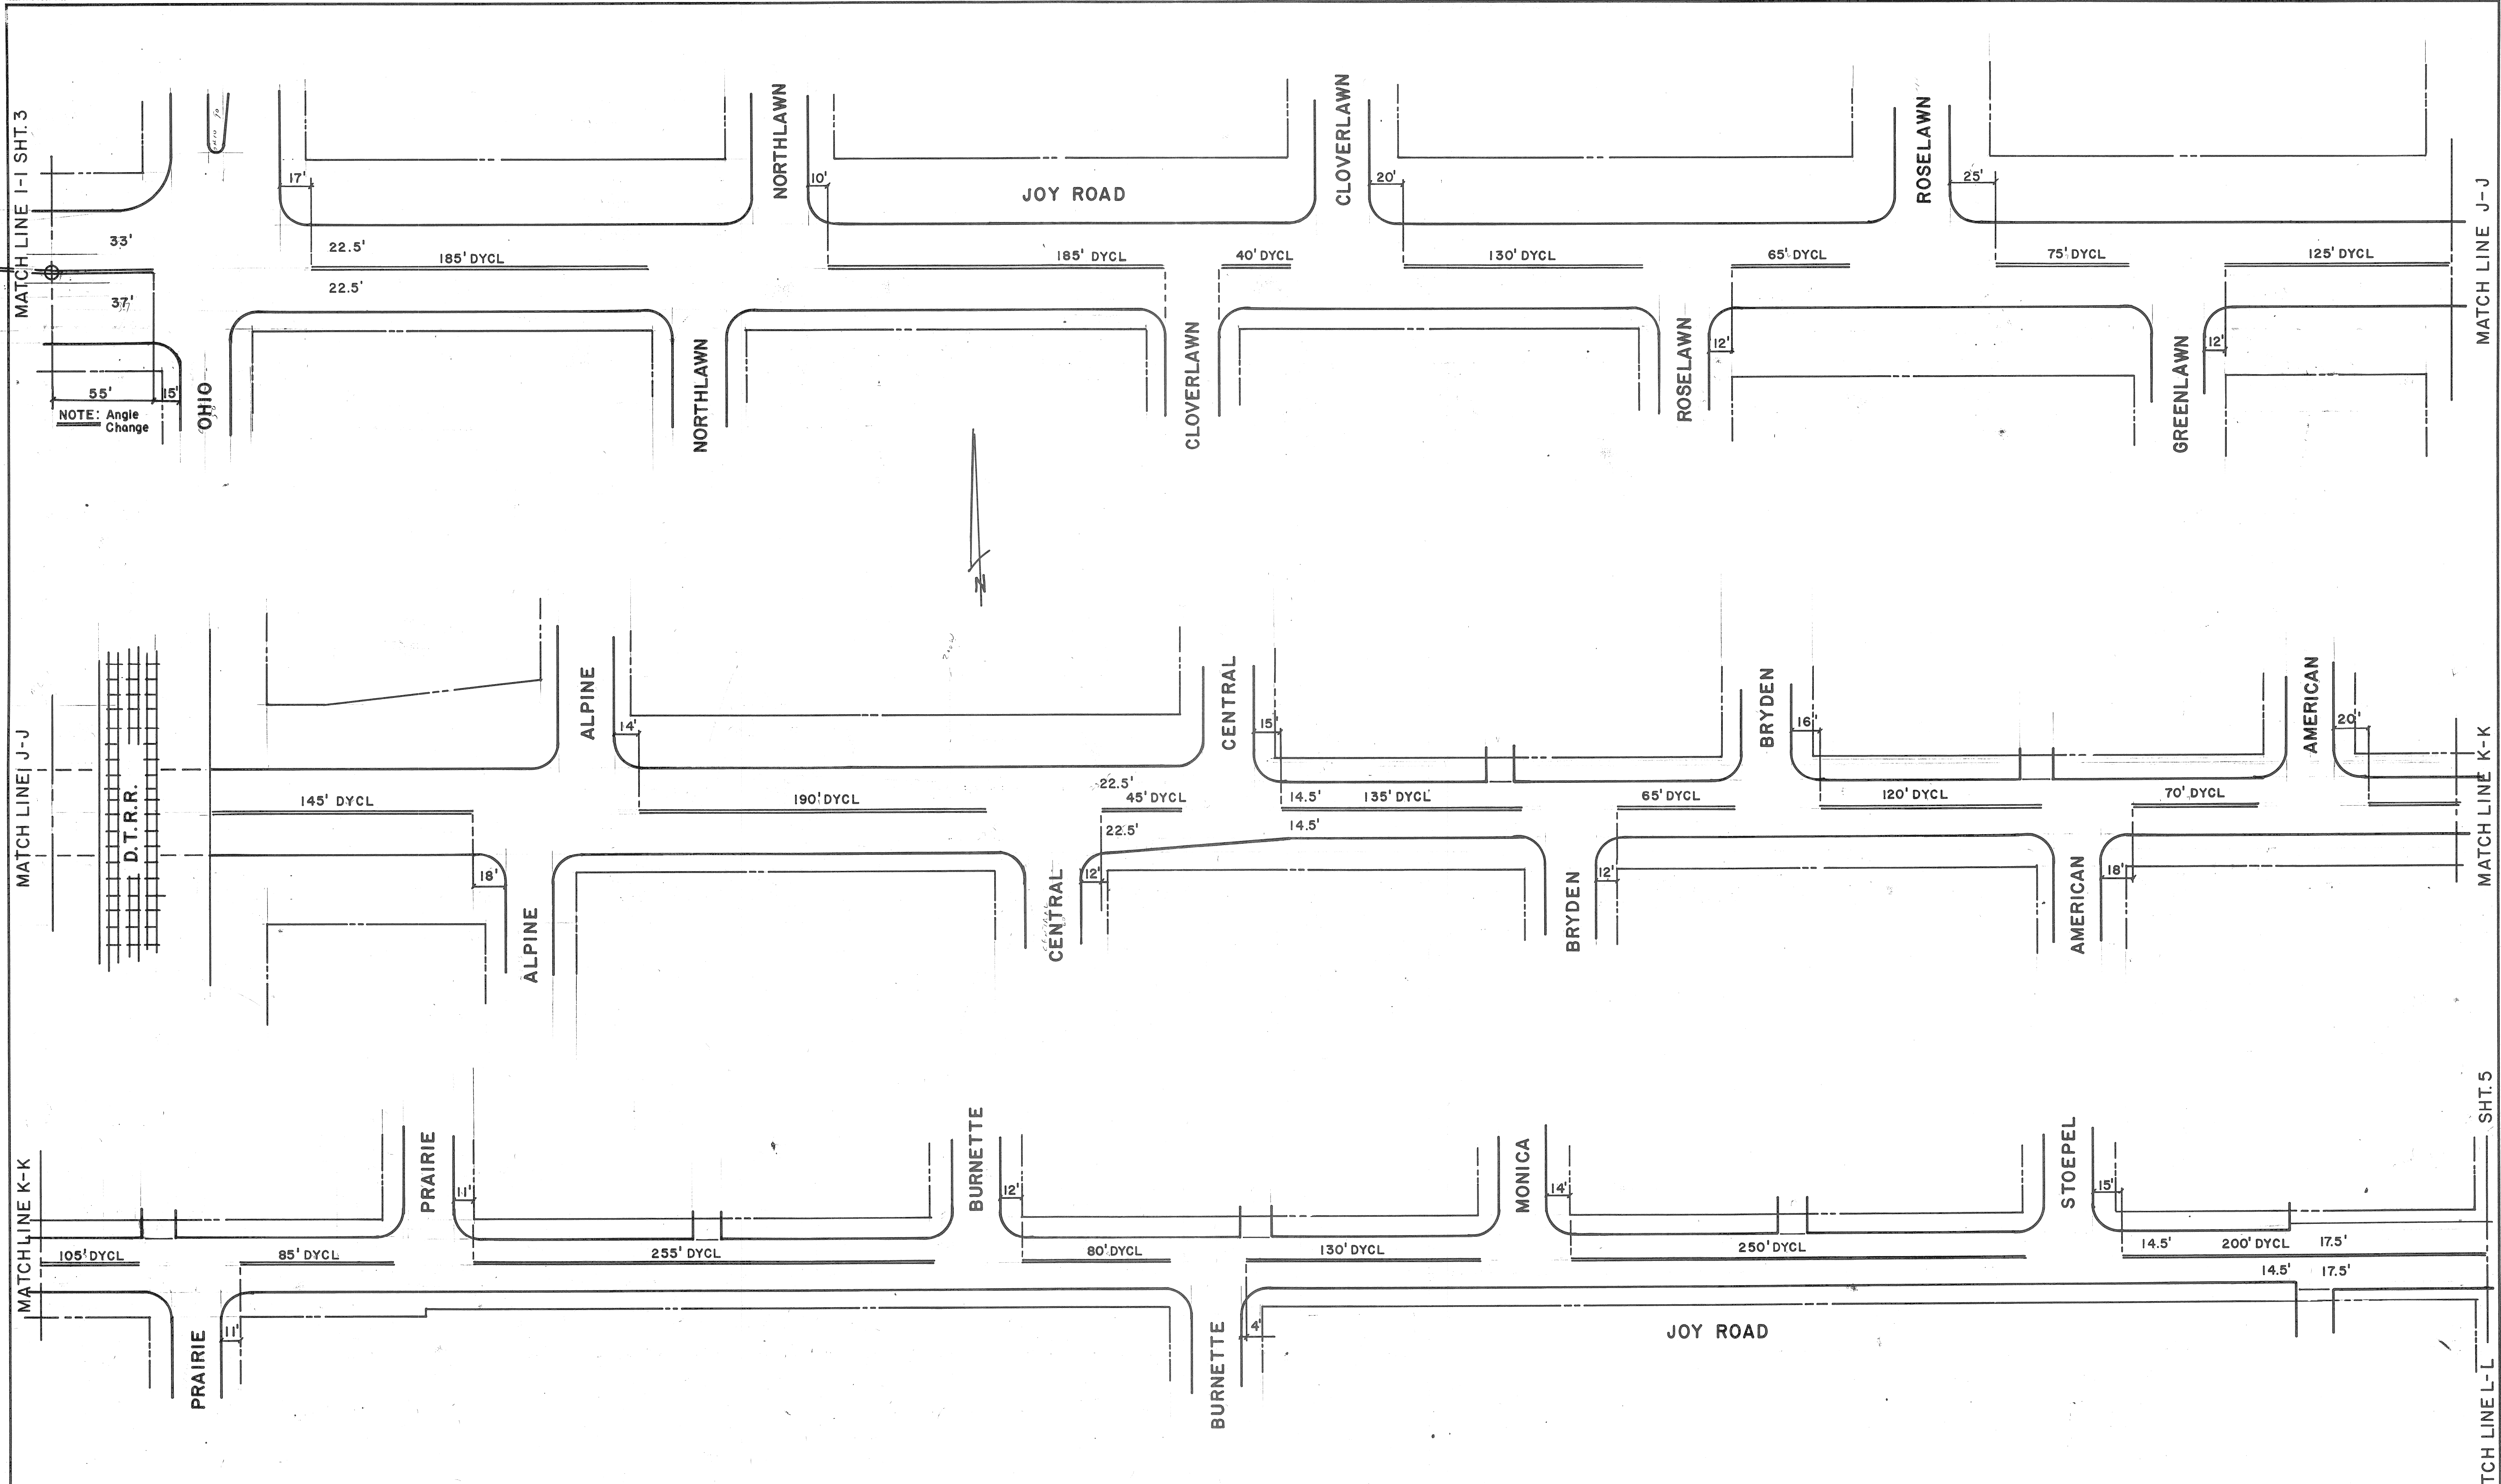 MATCH LINE I-I SHT. 3
NORTHLAWN
CLOVERLAWN
ROSELAWN
MATCH LINE J-J
17'
10'
JOY ROAD
20'
25'
33'
22.5'
185' DYCL
185' DYCL
40' DYCL
130' DYCL
65' DYCL
75' DYCL
125' DYCL
22.5'
37'
55'
15'
NOTE: Angle
Change
OHIO
NORTHLAWN
CLOVERLAWN
ROSELAWN
12'
GREENLAWN
12'
N
MATCH LINE J-J
D.T.R.R.
ALPINE
CENTRAL
BRYDEN
AMERICAN
MATCH LINE K-K
14'
15'
16'
20'
22.5'
145' DYCL
190' DYCL
45' DYCL
14.5'
135' DYCL
65' DYCL
120' DYCL
70' DYCL
22.5'
14.5'
18'
12'
12'
18'
ALPINE
CENTRAL
BRYDEN
AMERICAN
SHT. 5
MATCH LINE K-K
PRAIRIE
BURNETTE
MONICA
STOEPEL
11'
12'
14'
15'
105' DYCL
85' DYCL
255' DYCL
80' DYCL
130' DYCL
250' DYCL
14.5'
200' DYCL
17.5'
14.5'
17.5'
11'
4'
PRAIRIE
BURNETTE
JOY ROAD
TCH LINE L-L